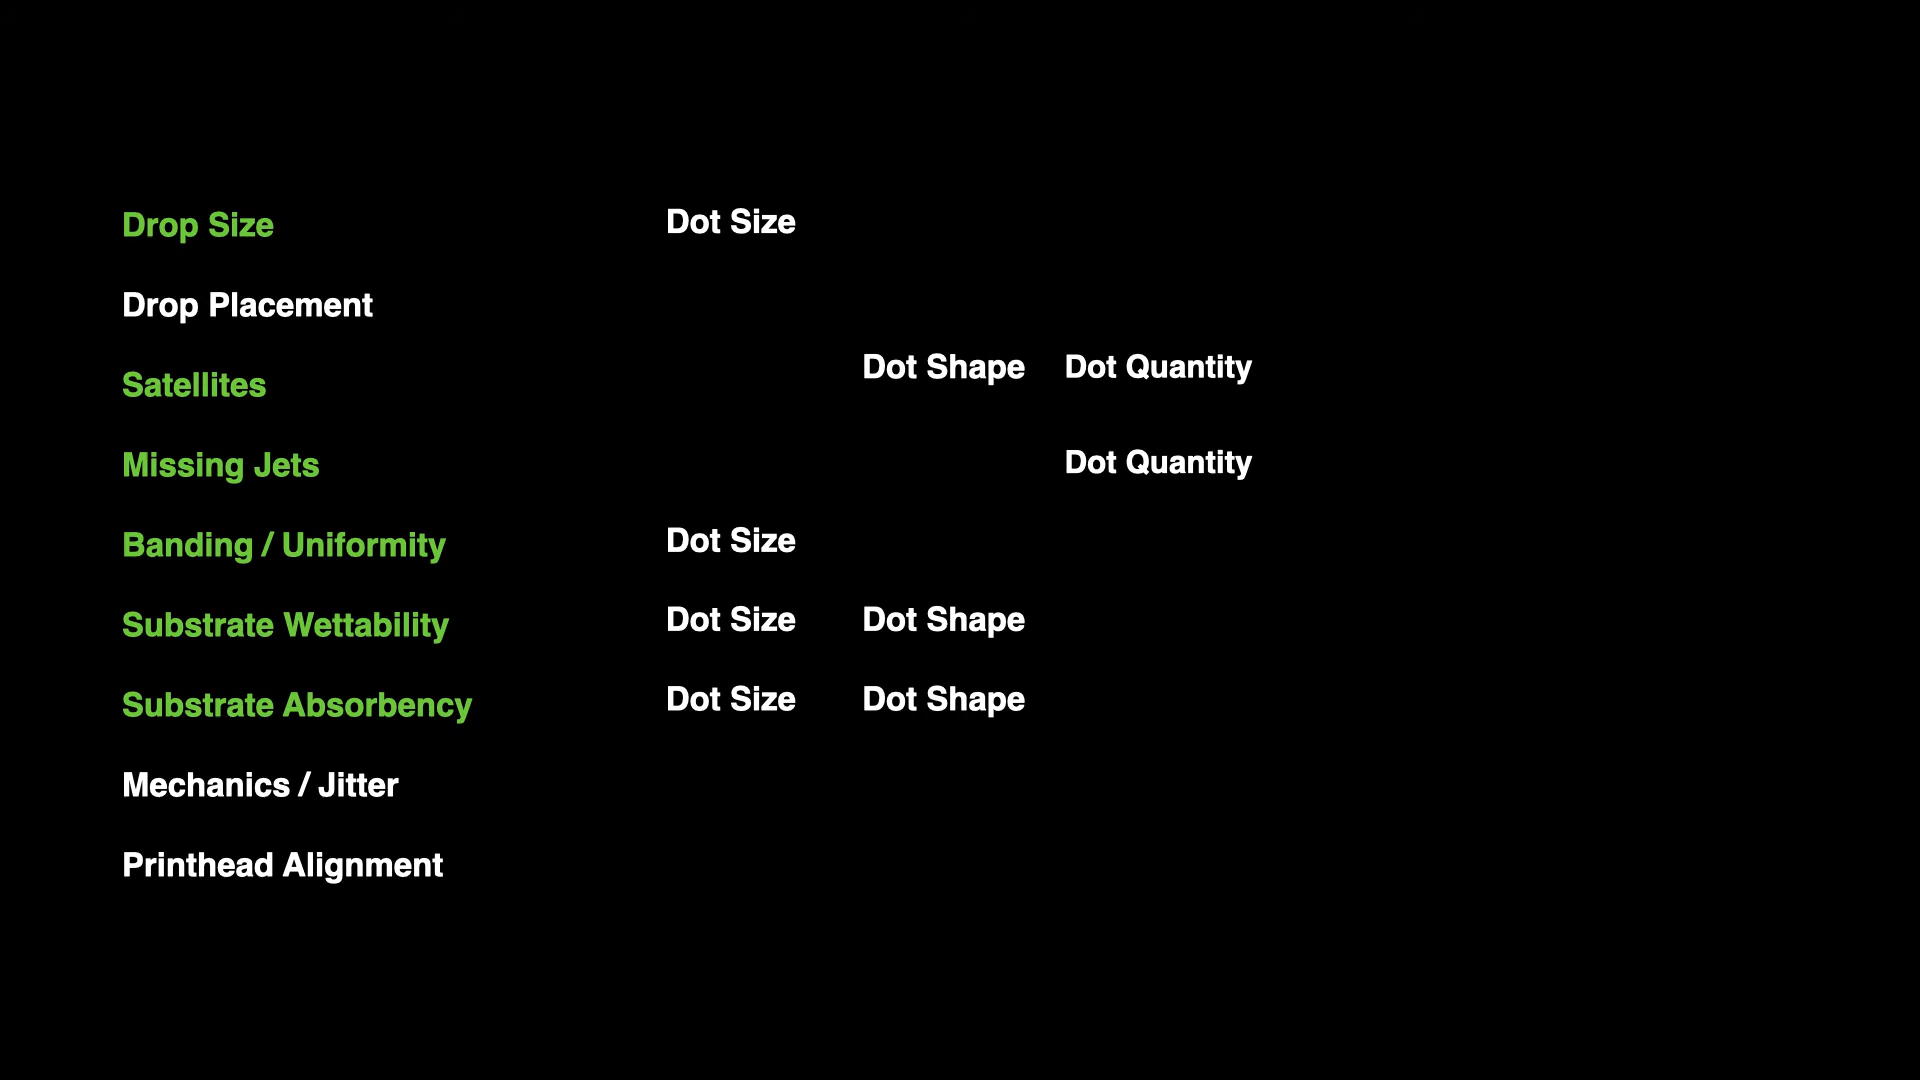 Drop Size Dot Size
Drop Placement
Satellites Dot Shape Dot Quantity
Missing Jets Dot Quantity
Banding / Uniformity Dot Size
Substrate Wettability Dot Size Dot Shape
Substrate Absorbency Dot Size Dot Shape
Mechanics / Jitter
Printhead Alignment